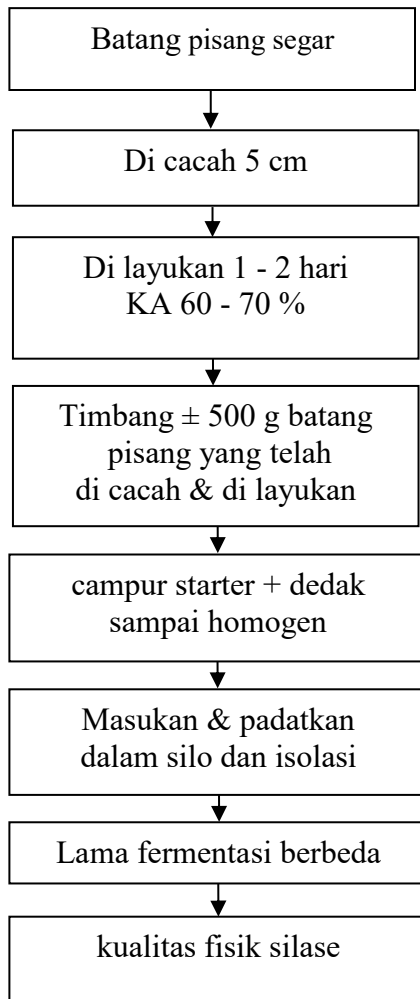 Batang pisang segar
Di cacah 5 cm
Di layukan 1 - 2 hari
KA 60 - 70 %
Timbang ± 500 g batang
pisang yang telah
di cacah & di layukan
campur starter + dedak
sampai homogen
Masukan & padatkan
dalam silo dan isolasi
Lama fermentasi berbeda
kualitas fisik silase